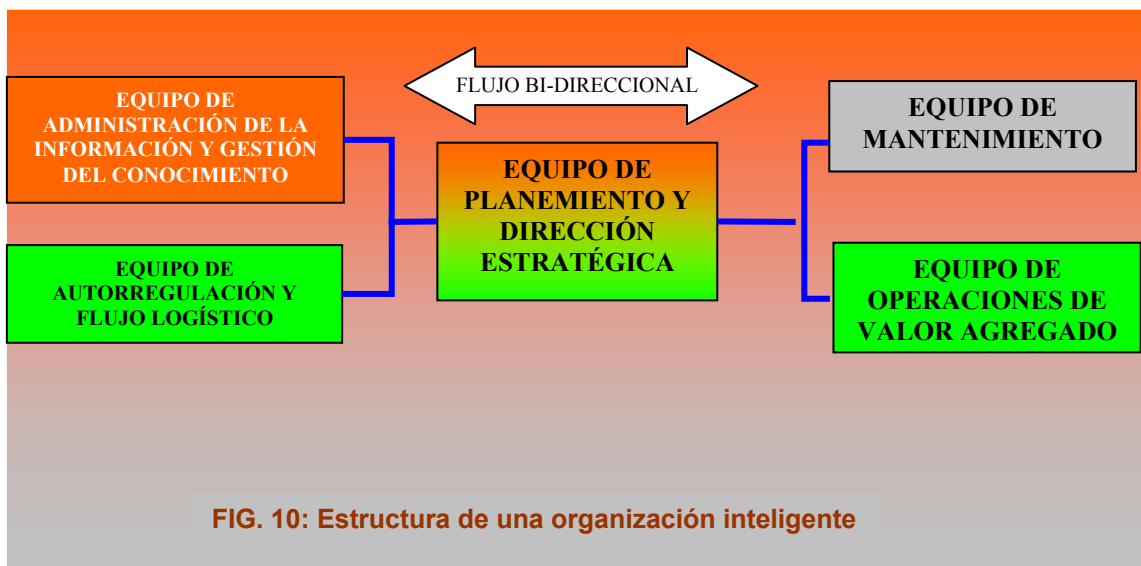 FLUJO BI-DIRECCIONAL
EQUIPO DE
ADMINISTRACIÓN DE LA
INFORMACIÓN Y GESTIÓN
DEL CONOCIMIENTO
EQUIPO DE
AUTORREGULACIÓN Y
FLUJO LOGÍSTICO
EQUIPO DE
PLANEMIENTO Y
DIRECCIÓN
ESTRATÉGICA
EQUIPO DE
MANTENIMIENTO
EQUIPO DE
OPERACIONES DE
VALOR AGREGADO
FIG. 10: Estructura de una organización inteligente